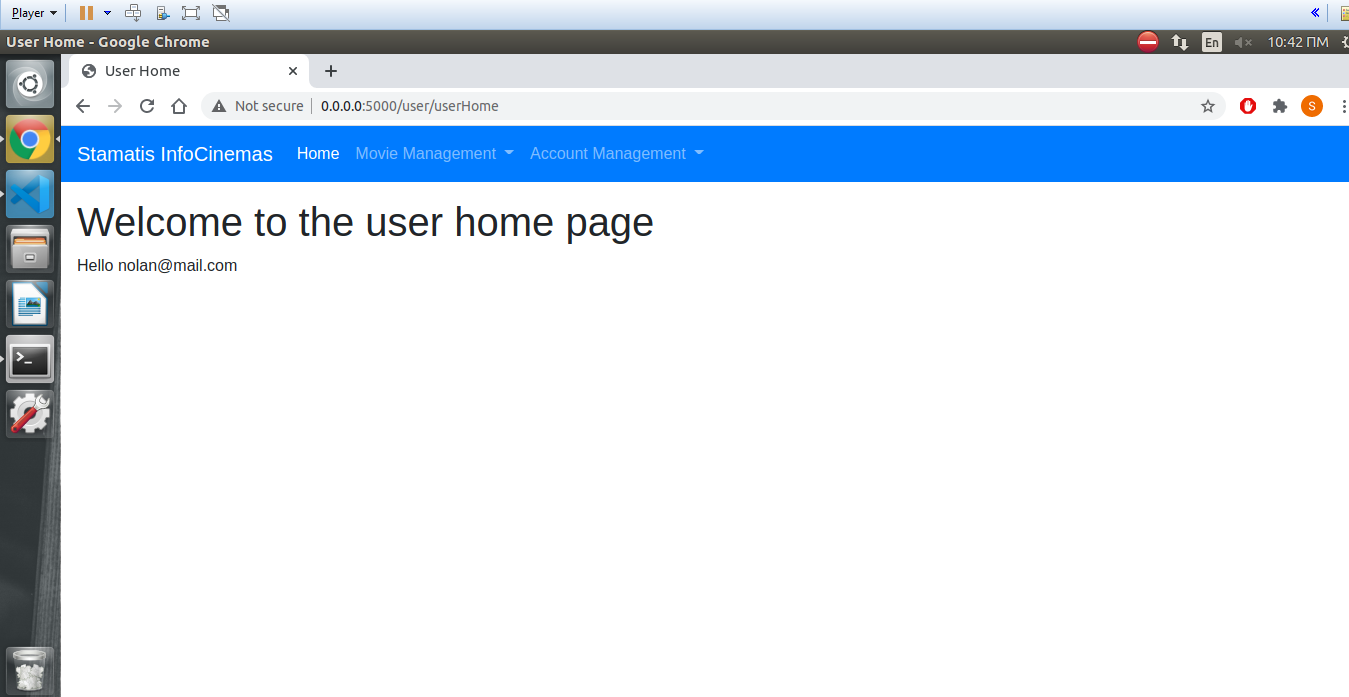 Player
User Home - Google Chrome
En
10:42 ΠΜ
User Home
Not secure
0.0.0.0:5000/user/userHome
S
Stamatis InfoCinemas Home Movie Management Account Management
Welcome to the user home page
Hello nolan@mail.com
>_